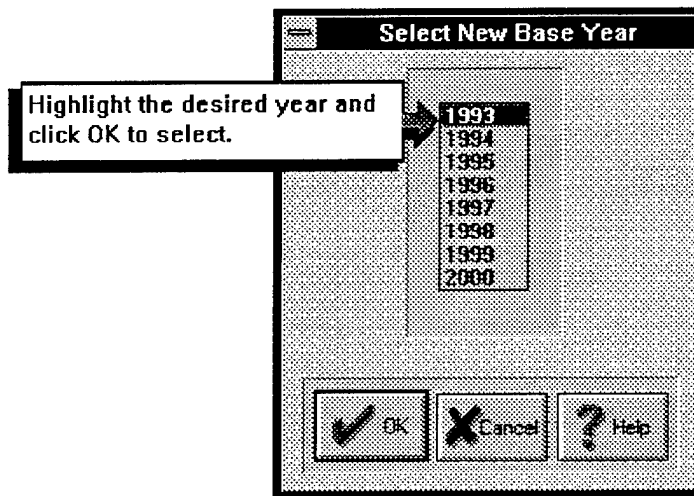 Select New Base Year
Highlight the desired year and
click OK to select.
1993
1994
1995
1996
1997
1998
1999
2000
OK
Cancel
Help